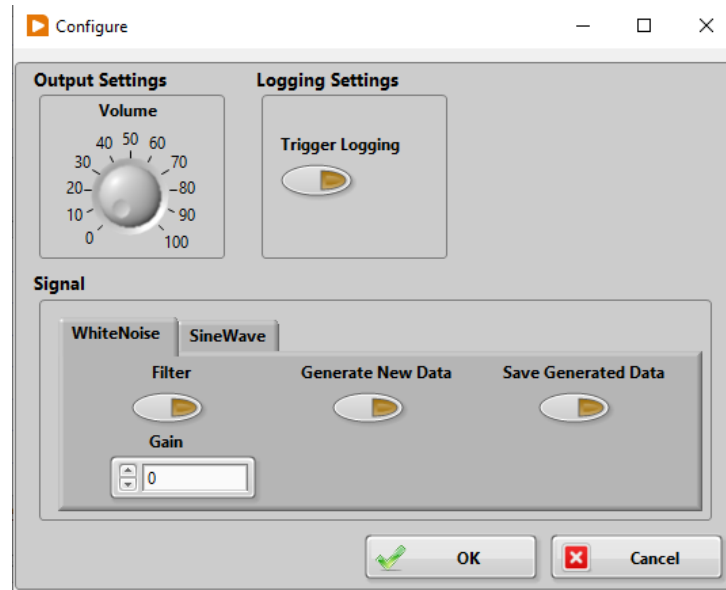 Configure
Output Settings
Logging Settings
Volume
0
10
20
30
40
50
60
70
80
90
100
Trigger Logging
Signal
WhiteNoise
SineWave
Filter
Generate New Data
Save Generated Data
Gain
0
OK
Cancel